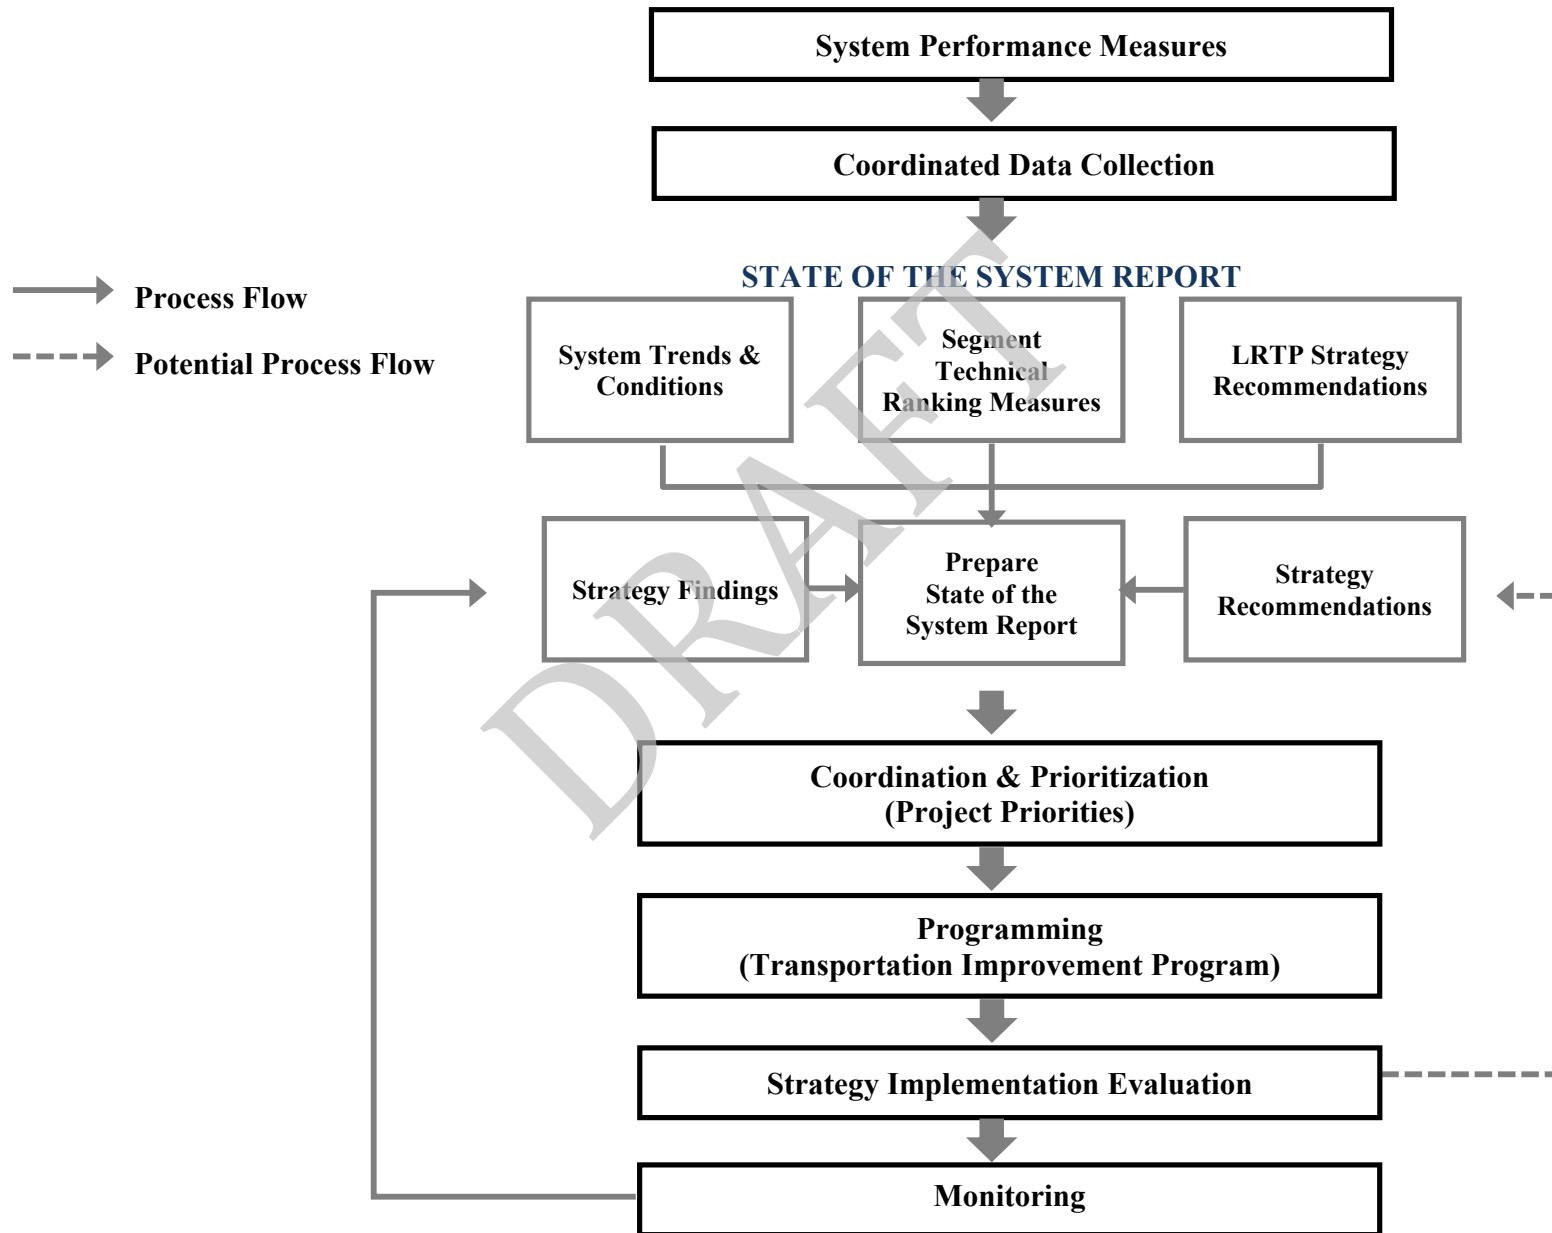 System Performance Measures
Coordinated Data Collection
Process Flow
Potential Process Flow
STATE OF THE SYSTEM REPORT
System Trends &
Conditions
Segment
Technical
Ranking Measures
LRTP Strategy
Recommendations
Strategy Findings
Prepare
State of the
System Report
Strategy
Recommendations
DRAFT
Coordination & Prioritization
(Project Priorities)
Programming
(Transportation Improvement Program)
Strategy Implementation Evaluation
Monitoring